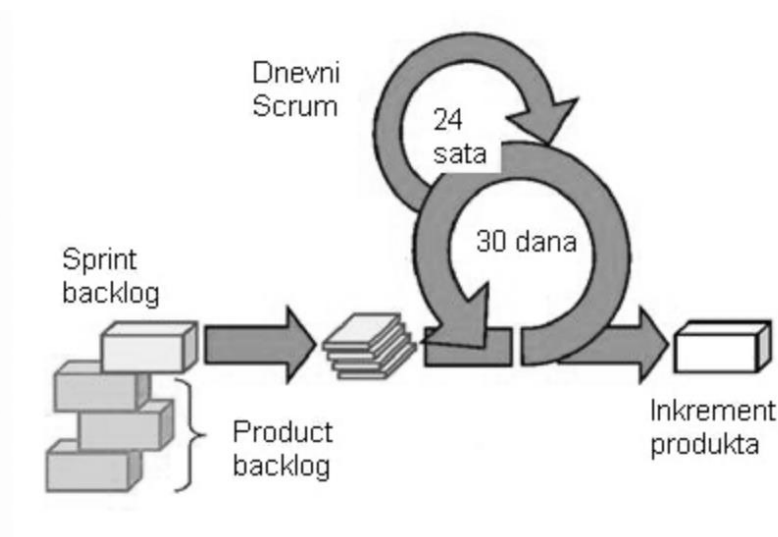 Dnevni
Scrum
24
sata
30 dana
Sprint
backlog
Product
backlog
Inkrement
produkta